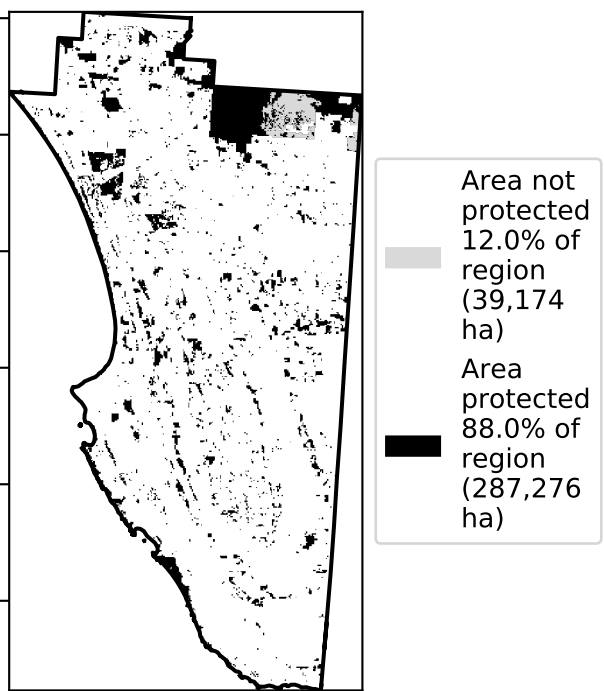 Area not
protected
12.0% of
region
(39,174
ha)
Area
protected
88.0% of
region
(287,276
ha)